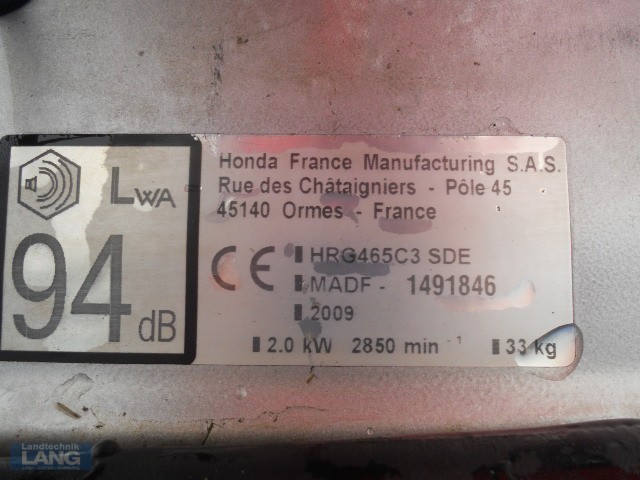 LWA
94 dB
Honda France Manufacturing S.A.S.
Rue des Châtaigniers - Pôle 45
45140 Ormes - France
CE
HRG465C3 SDE
MADF - 1491846
2009
2.0 kW 2850 min -1 33 kg
Landtechnik
LANG